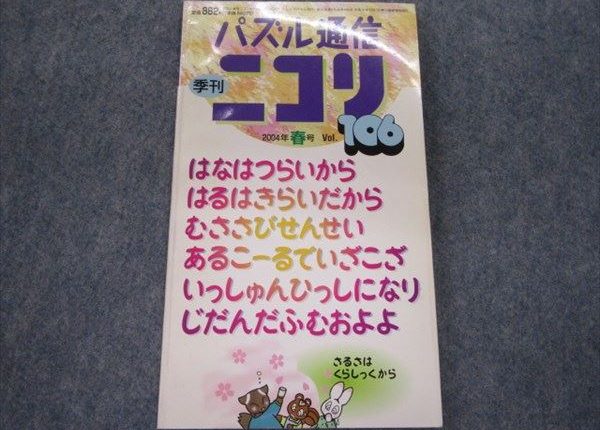 パズル通信
季刊
ニコリ
2004年 春号 Vol.
106
はなはつらいから
はるはきらいだから
むささびせんせい
あるこーるでいざこざ
いっしゅんひっしになり
じだんだふむおよよ
さるさは
くらしっくから